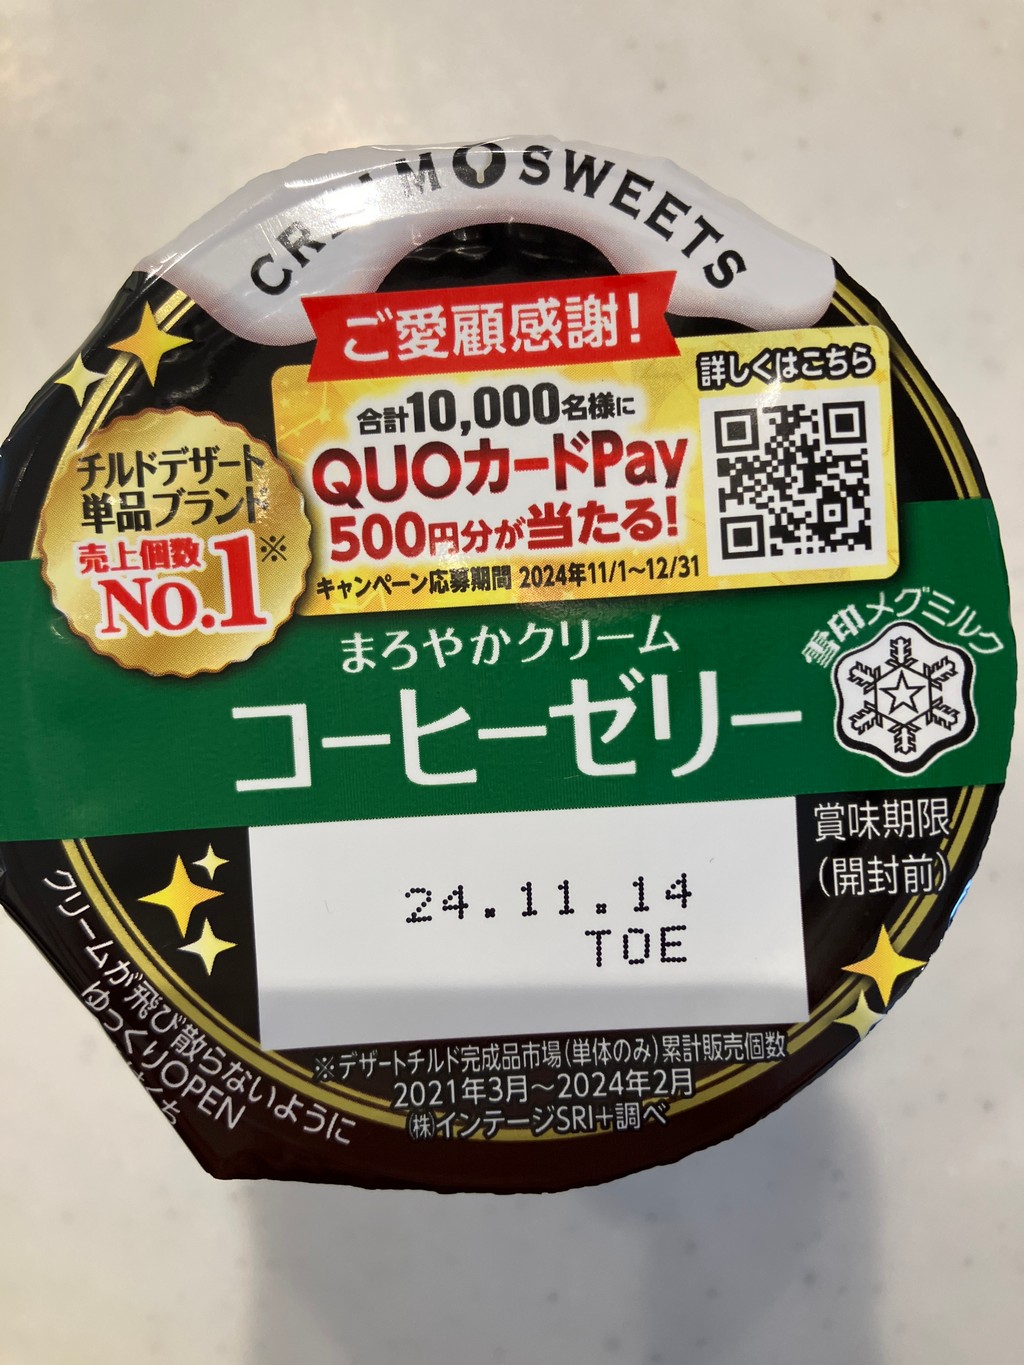 CREAM SWEETS
ご愛顧感謝!
合計10,000名様に
QUOカードPay
500円分が当たる!
キャンペーン応募期間 2024年11/1〜12/31
詳しくはこちら
チルドデザート
単品ブランド
売上個数
No.1※
雪印メグミルク
まろやかクリーム
コーヒーゼリー
賞味期限
(開封前)
24.11.14
TOE
クリームが飛び散らないように
ゆっくりOPEN
※デザートチルド完成品市場(単体のみ)累計販売個数
2021年3月〜2024年2月
㈱インテージSRI+調べ